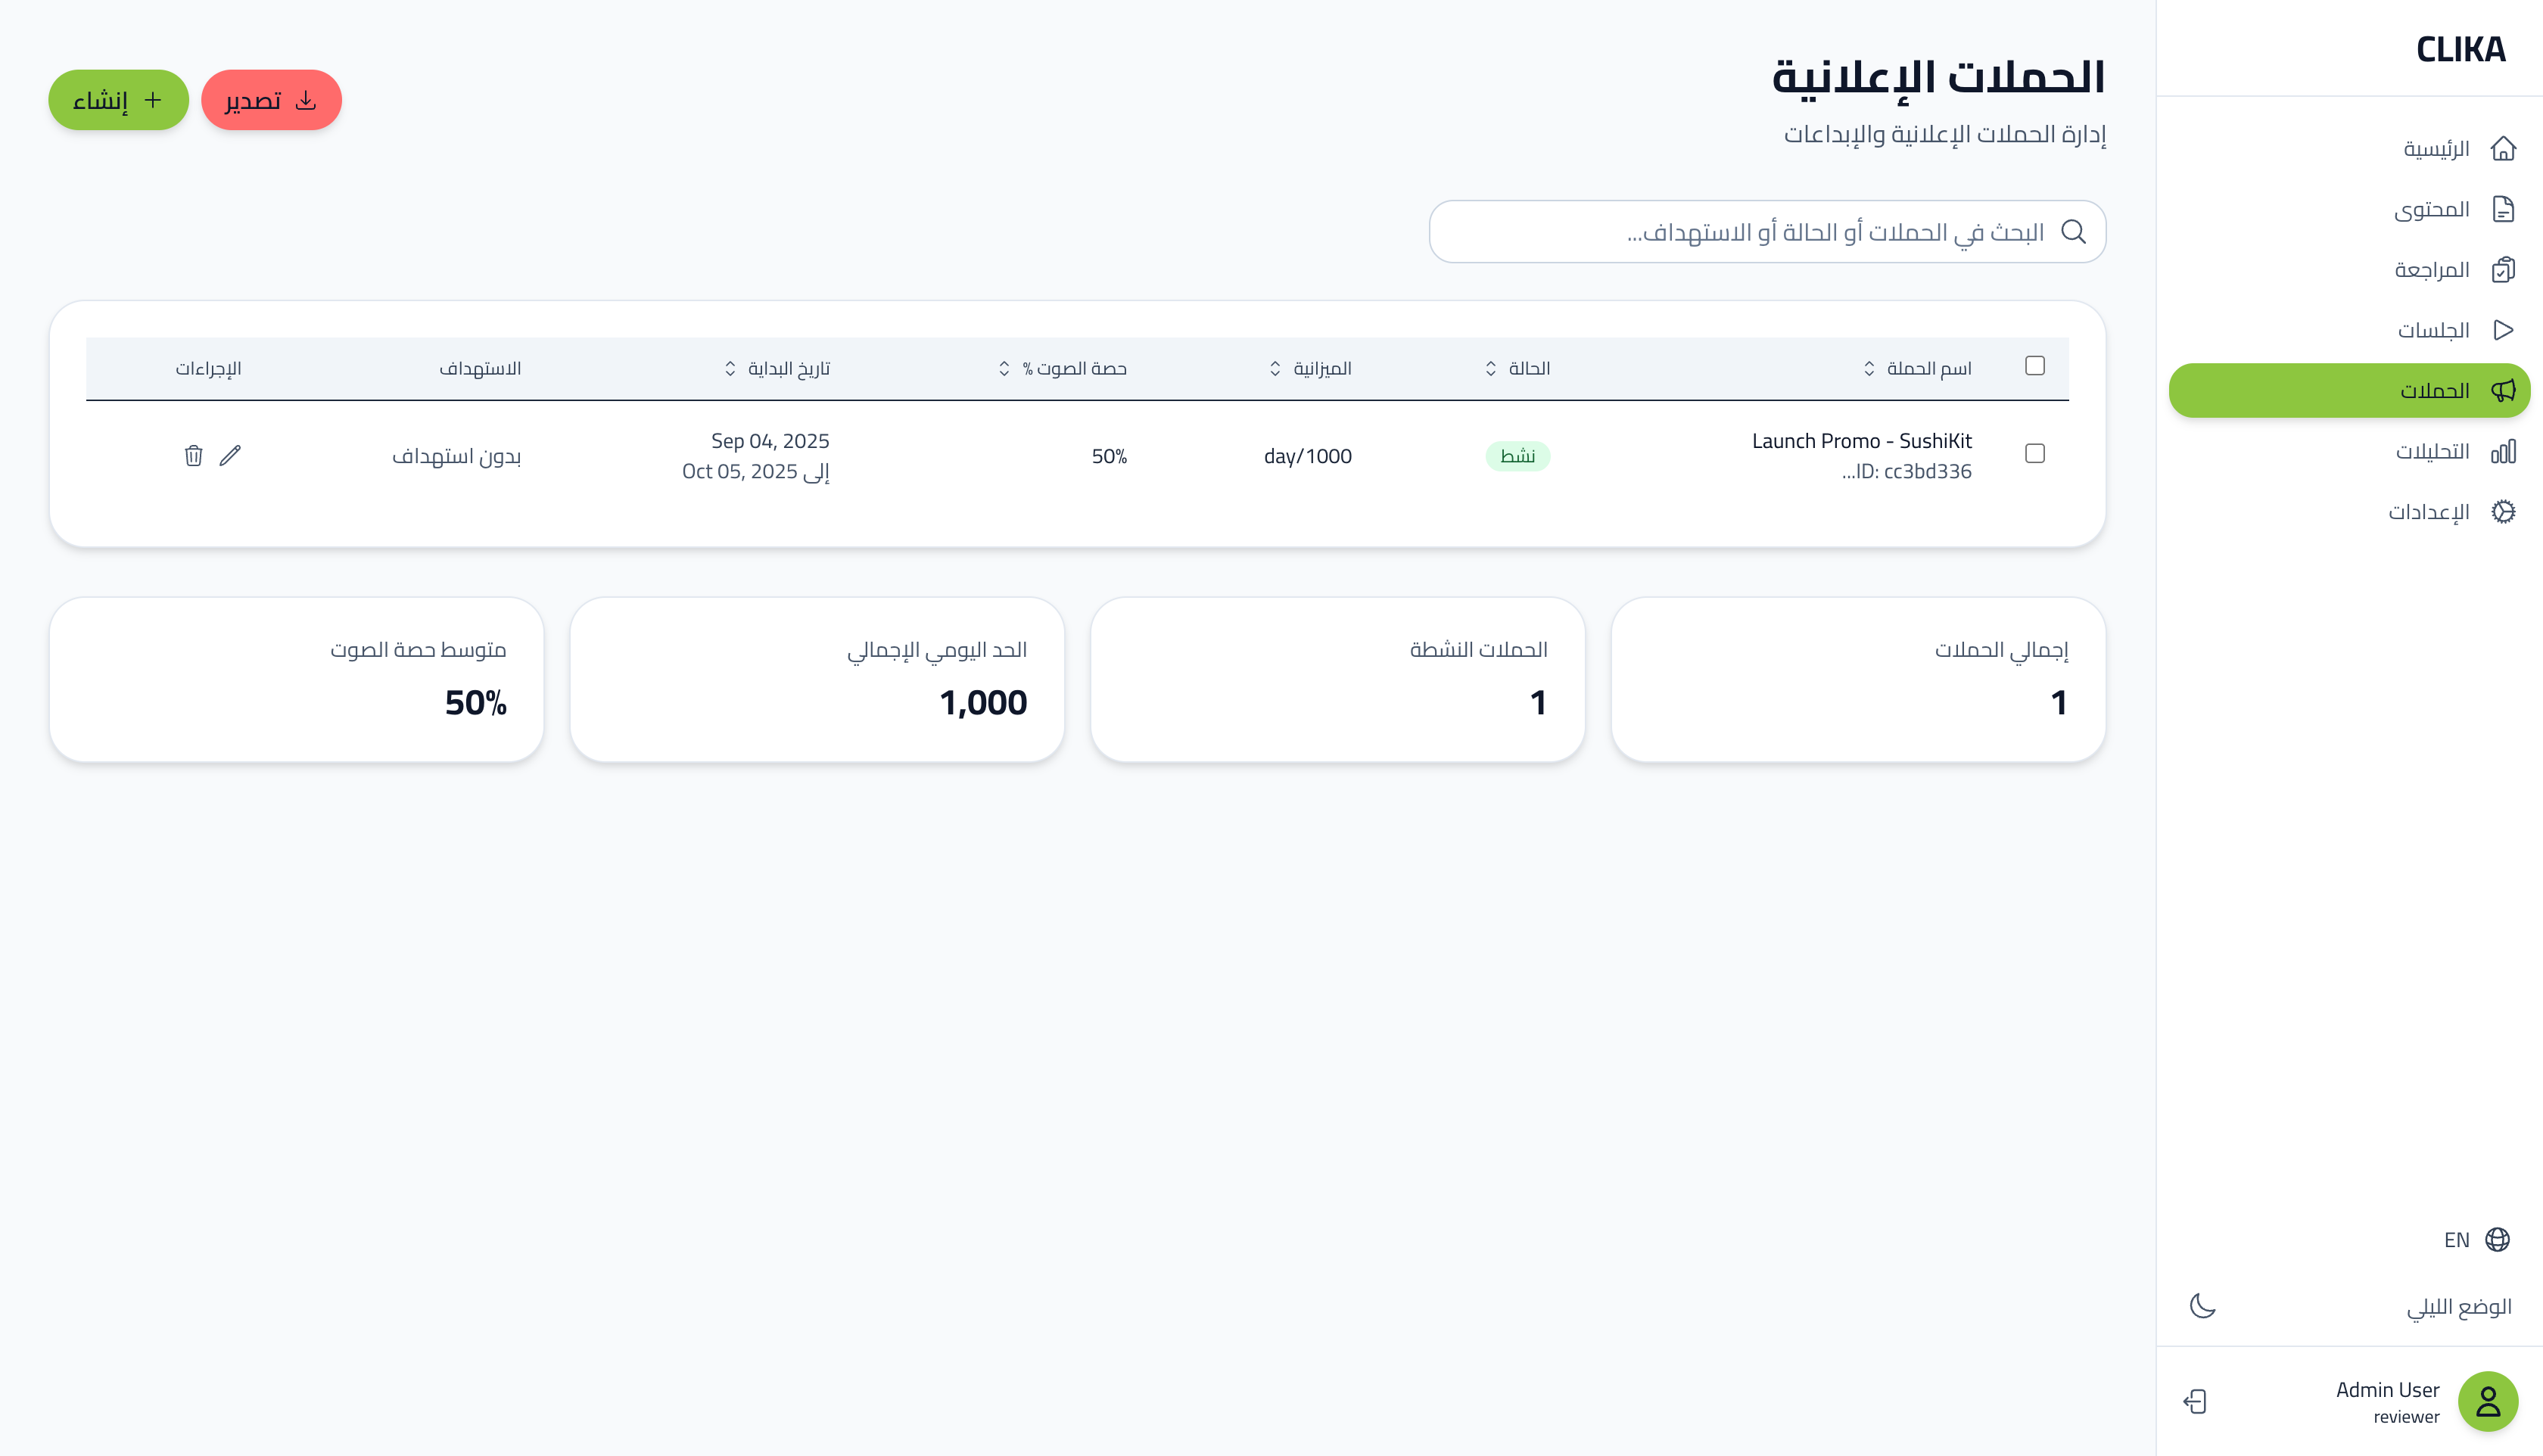 CLIKA
الرئيسية
المحتوى
المراجعة
الجلسات
الحملات
التحليلات
الإعدادات
EN
الوضع الليلي
Admin User
reviewer
الحملات الإعلانية
إدارة الحملات الإعلانية والإبداعات
تصدير
إنشاء
البحث في الحملات أو الحالة أو الاستهداف...
اسم الحملة الحالة الميزانية حصة الصوت % تاريخ البداية الاستهداف الإجراءات
Launch Promo - SushiKit
...ID: cc3bd336
نشط
day/1000
50%
Sep 04, 2025
إلى Oct 05, 2025
بدون استهداف
إجمالي الحملات
1
الحملات النشطة
1
الحد اليومي الإجمالي
1,000
متوسط حصة الصوت
50%